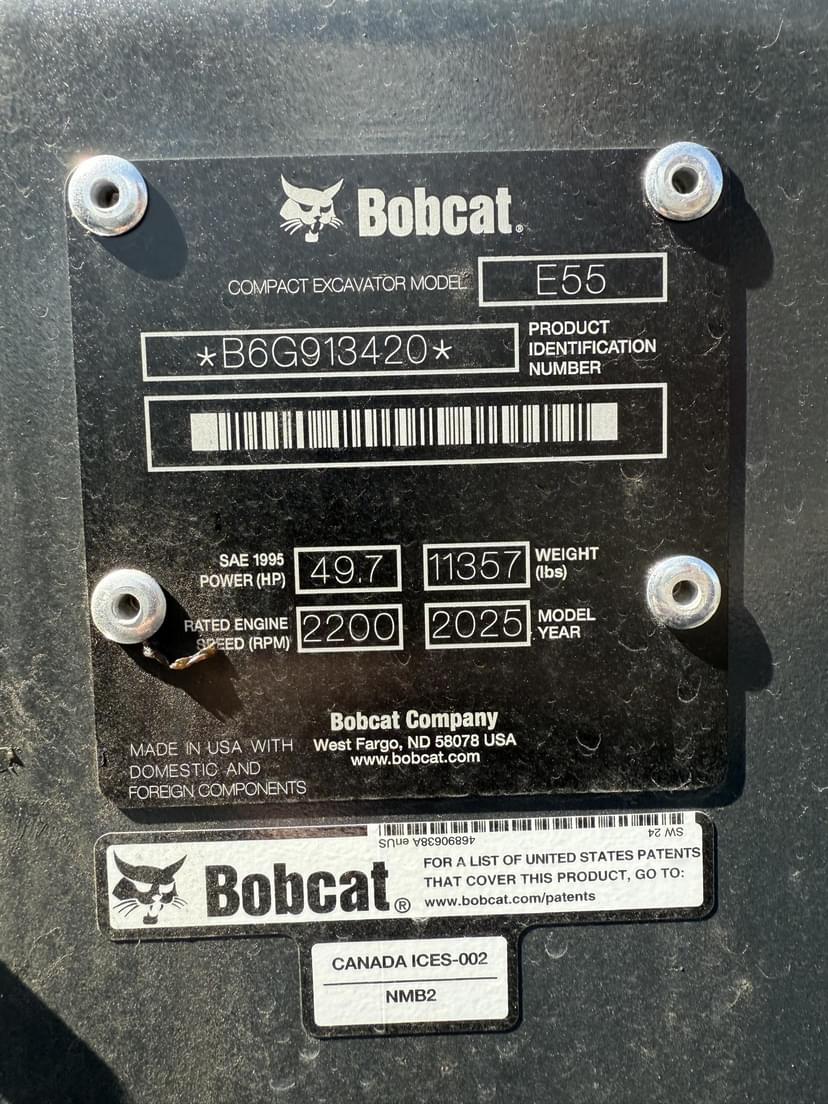 Bobcat®
COMPACT EXCAVATOR MODEL E55
*B6G913420*
PRODUCT
IDENTIFICATION
NUMBER
SAE 1995
POWER (HP)
49.7
11357
WEIGHT
(lbs)
RATED ENGINE
SPEED (RPM)
2200
2025
MODEL
YEAR
Bobcat Company
West Fargo, ND 58078 USA
www.bobcat.com
MADE IN USA WITH
DOMESTIC AND
FOREIGN COMPONENTS
46890638A enUS
SW 24
Bobcat®
FOR A LIST OF UNITED STATES PATENTS
THAT COVER THIS PRODUCT, GO TO:
www.bobcat.com/patents
CANADA ICES-002
NMB2